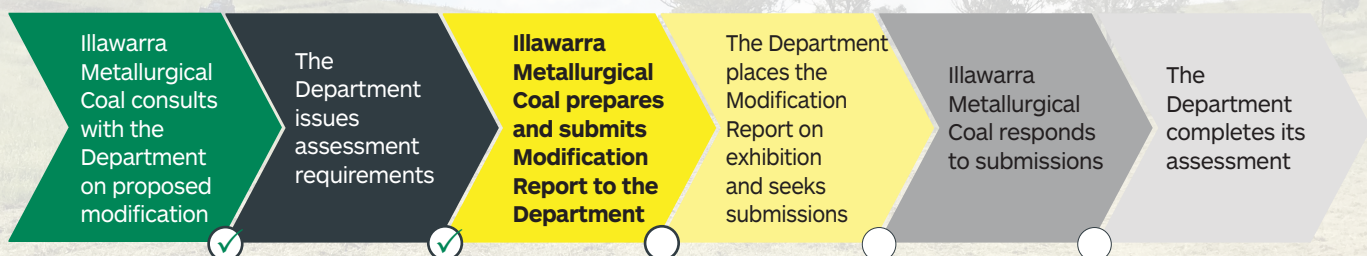 Illawarra
Metallurgical
Coal consults
with the
Department
on proposed
modification
The
Department
issues
assessment
requirements
Illawarra
Metallurgical
Coal prepares
and submits
Modification
Report to the
Department
The Department
places the
Modification
Report on
exhibition
and seeks
submissions
Illawarra
Metallurgical
Coal responds
to submissions
The
Department
completes its
assessment